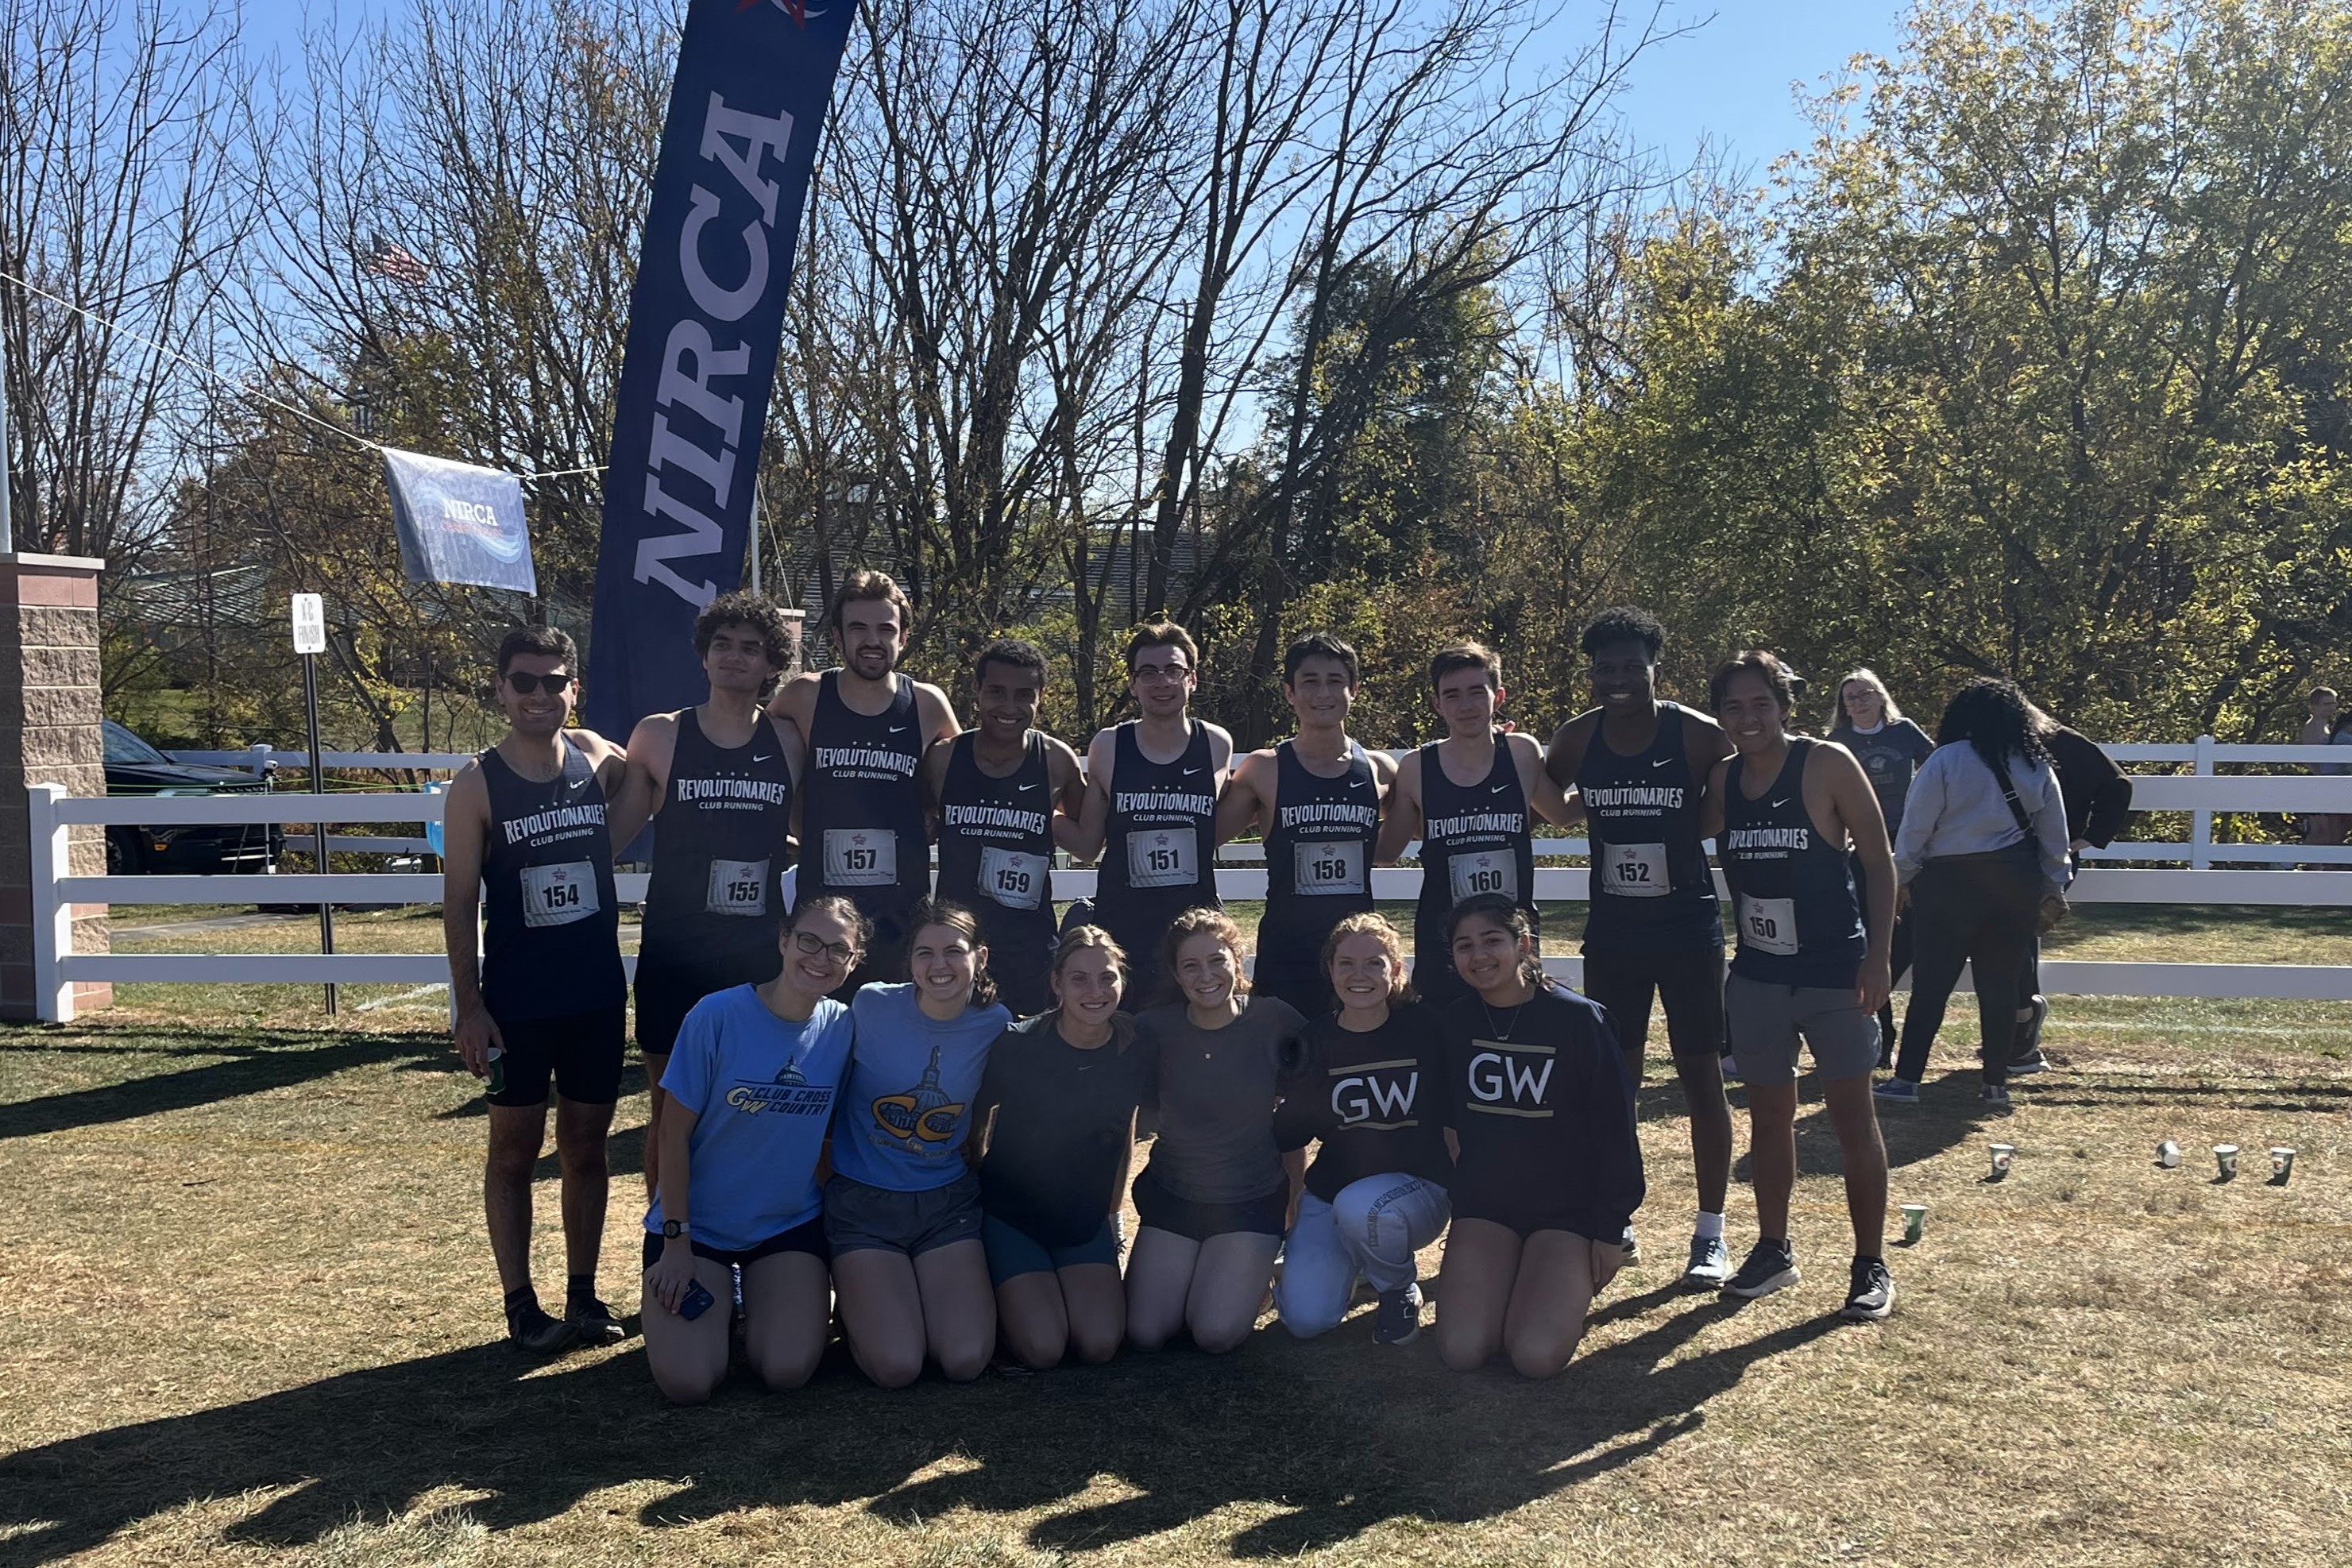 NIRCA
NIRCA
XC
FINISH
REVOLUTIONARIES
CLUB RUNNING
154
REVOLUTIONARIES
CLUB RUNNING
155
REVOLUTIONARIES
CLUB RUNNING
157
REVOLUTIONARIES
CLUB RUNNING
159
REVOLUTIONARIES
CLUB RUNNING
151
REVOLUTIONARIES
CLUB RUNNING
158
REVOLUTIONARIES
CLUB RUNNING
160
REVOLUTIONARIES
CLUB RUNNING
152
REVOLUTIONARIES
CLUB RUNNING
150
GW CLUB CROSS
COUNTRY
CC
GW
GW